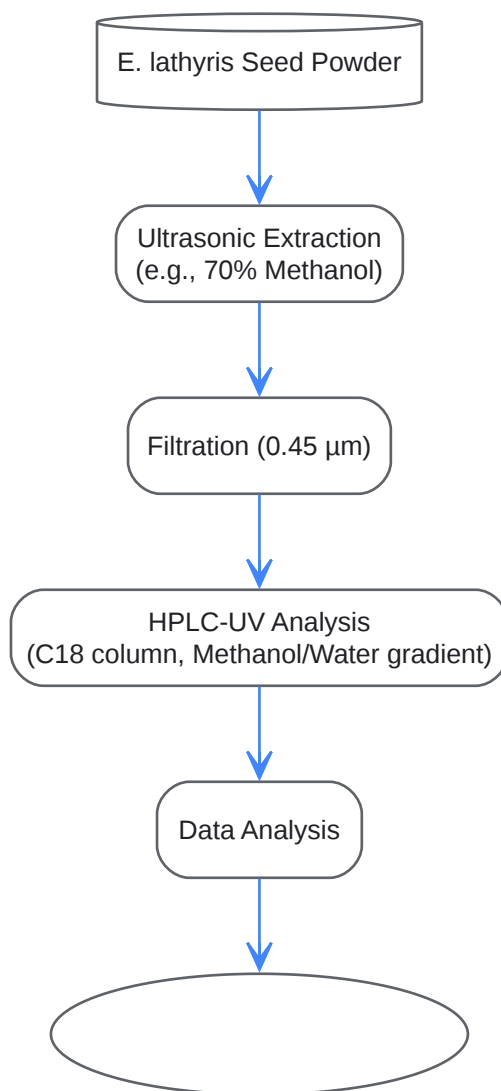 E. lathyris Seed Powder
Ultrasonic Extraction
(e.g., 70% Methanol)
Filtration (0.45 µm)
HPLC-UV Analysis
(C18 column, Methanol/Water gradient)
Data Analysis